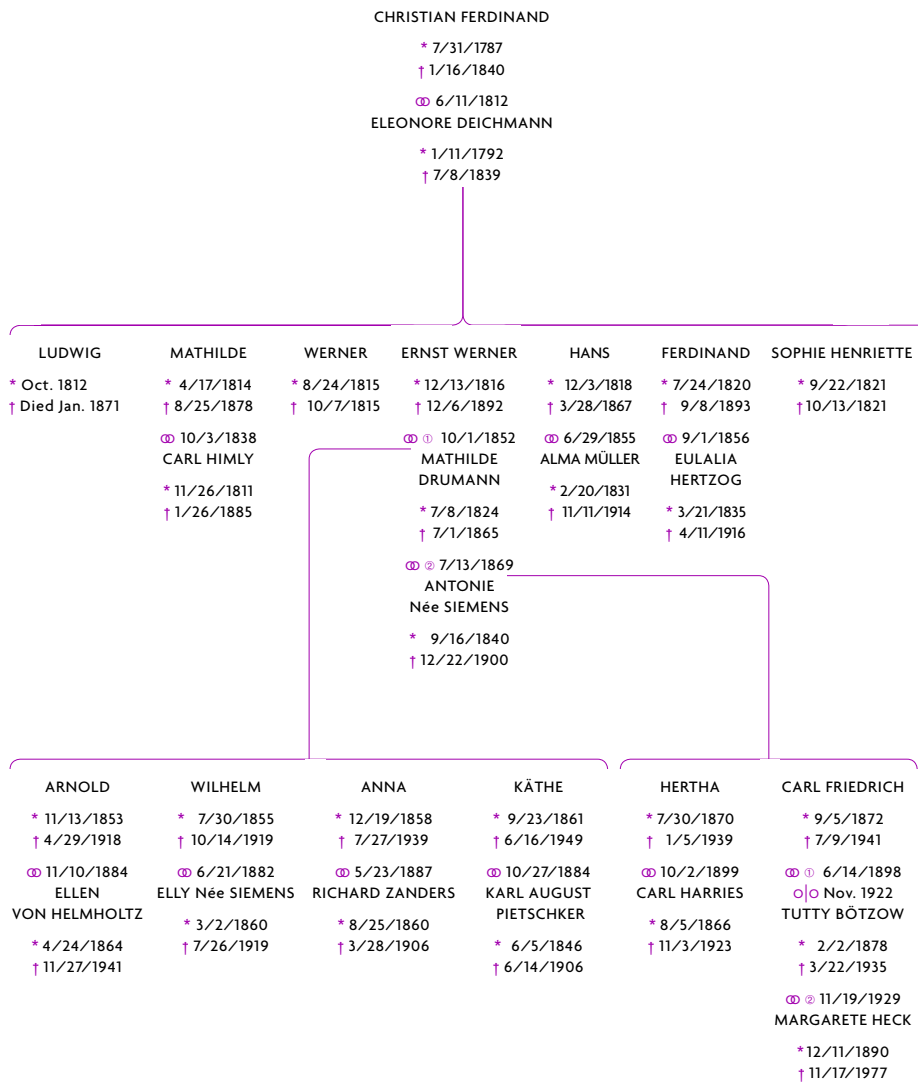 CHRISTIAN FERDINAND
* 7/31/1787
† 1/16/1840
⚭ 6/11/1812
ELEONORE DEICHMANN
* 1/11/1792
† 7/8/1839
LUDWIG
* Oct. 1812
† Died Jan. 1871
MATHILDE
* 4/17/1814
† 8/25/1878
⚭ 10/3/1838
CARL HIMLY
* 11/26/1811
† 1/26/1885
WERNER
* 8/24/1815
† 10/7/1815
ERNST WERNER
* 12/13/1816
† 12/6/1892
⚭ ① 10/1/1852
MATHILDE
DRUMANN
* 7/8/1824
† 7/1/1865
⚭ ② 7/13/1869
ANTONIE
Née SIEMENS
* 9/16/1840
† 12/22/1900
HANS
* 12/3/1818
† 3/28/1867
⚭ 6/29/1855
ALMA MÜLLER
* 2/20/1831
† 11/11/1914
FERDINAND
* 7/24/1820
† 9/8/1893
⚭ 9/1/1856
EULALIA
HERTZOG
* 3/21/1835
† 4/11/1916
SOPHIE HENRIETTE
* 9/22/1821
† 10/13/1821
ARNOLD
* 11/13/1853
† 4/29/1918
⚭ 11/10/1884
ELLEN
VON HELMHOLTZ
* 4/24/1864
† 11/27/1941
WILHELM
* 7/30/1855
† 10/14/1919
⚭ 6/21/1882
ELLY Née SIEMENS
* 3/2/1860
† 7/26/1919
ANNA
* 12/19/1858
† 7/27/1939
⚭ 5/23/1887
RICHARD ZANDERS
* 8/25/1860
† 3/28/1906
KÄTHE
* 9/23/1861
† 6/16/1949
⚭ 10/27/1884
KARL AUGUST
PIETSCHKER
* 6/5/1846
† 6/14/1906
HERTHA
* 7/30/1870
† 1/5/1939
⚭ 10/2/1899
CARL HARRIES
* 8/5/1866
† 11/3/1923
CARL FRIEDRICH
* 9/5/1872
† 7/9/1941
⚭ ① 6/14/1898
o|o Nov. 1922
TUTTY BÖTZOW
* 2/2/1878
† 3/22/1935
⚭ ② 11/19/1929
MARGARETE HECK
* 12/11/1890
† 11/17/1977